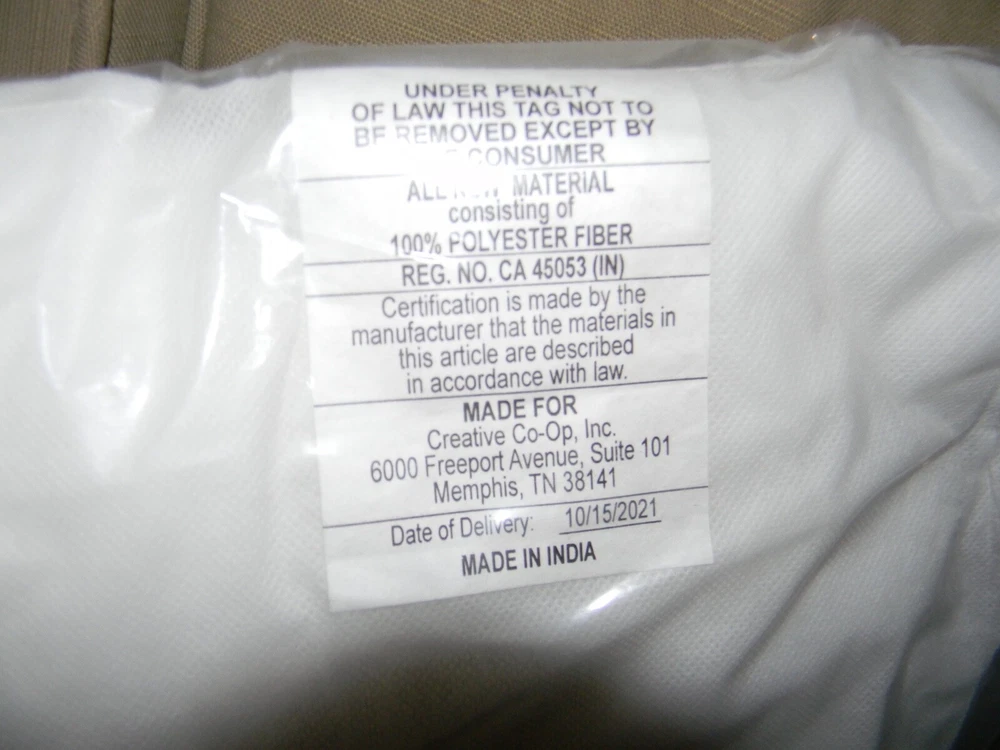 UNDER PENALTY
OF LAW THIS TAG NOT TO
BE REMOVED EXCEPT BY
CONSUMER
ALL MATERIAL
consisting of
100% POLYESTER FIBER
REG. NO. CA 45053 (IN)
Certification is made by the
manufacturer that the materials in
this article are described
in accordance with law.
MADE FOR
Creative Co-Op, Inc.
6000 Freeport Avenue, Suite 101
Memphis, TN 38141
Date of Delivery: 10/15/2021
MADE IN INDIA